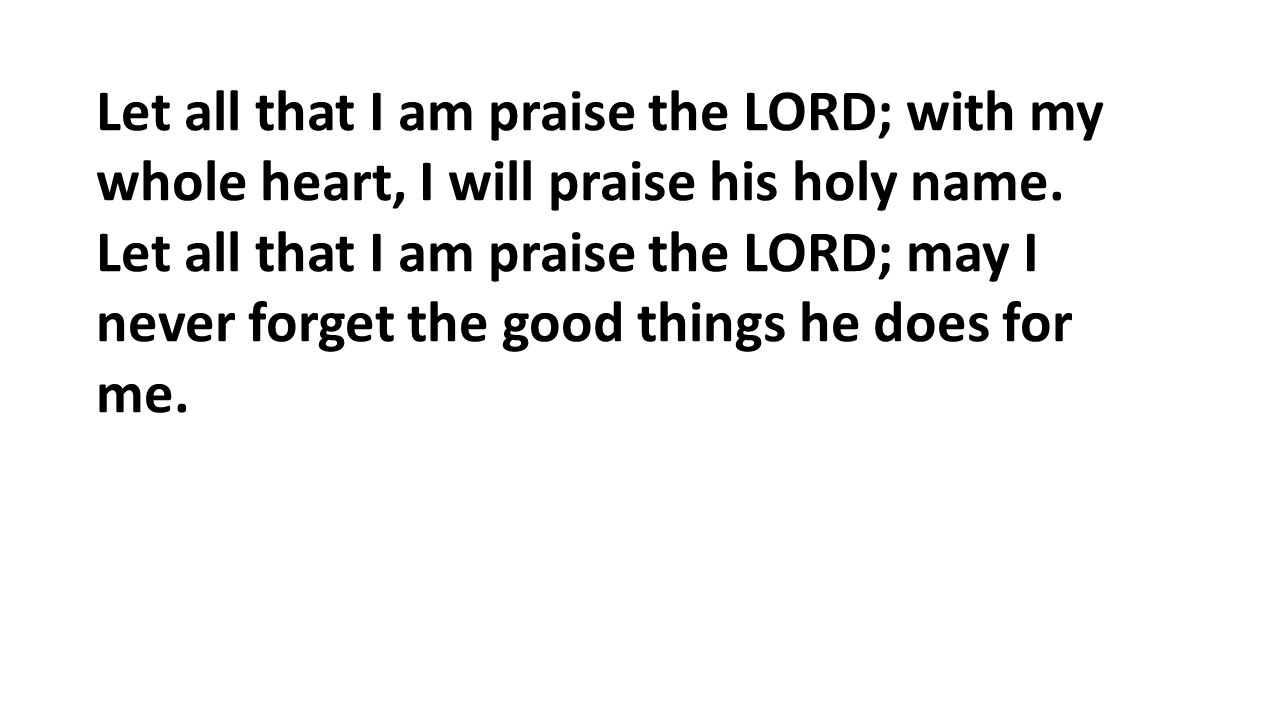 Let all that I am praise the LORD; with my
whole heart, I will praise his holy name.
Let all that I am praise the LORD; may I
never forget the good things he does for
me.